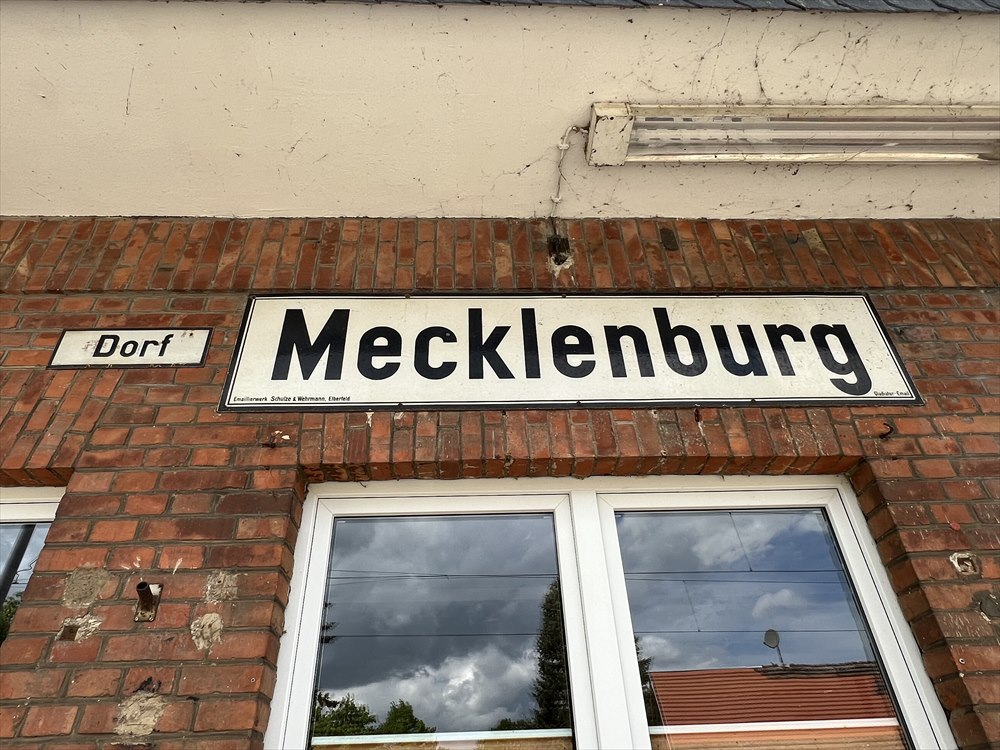 Dorf
Mecklenburg
Emaillierwerk Schulze & Wehrmann, Elberfeld